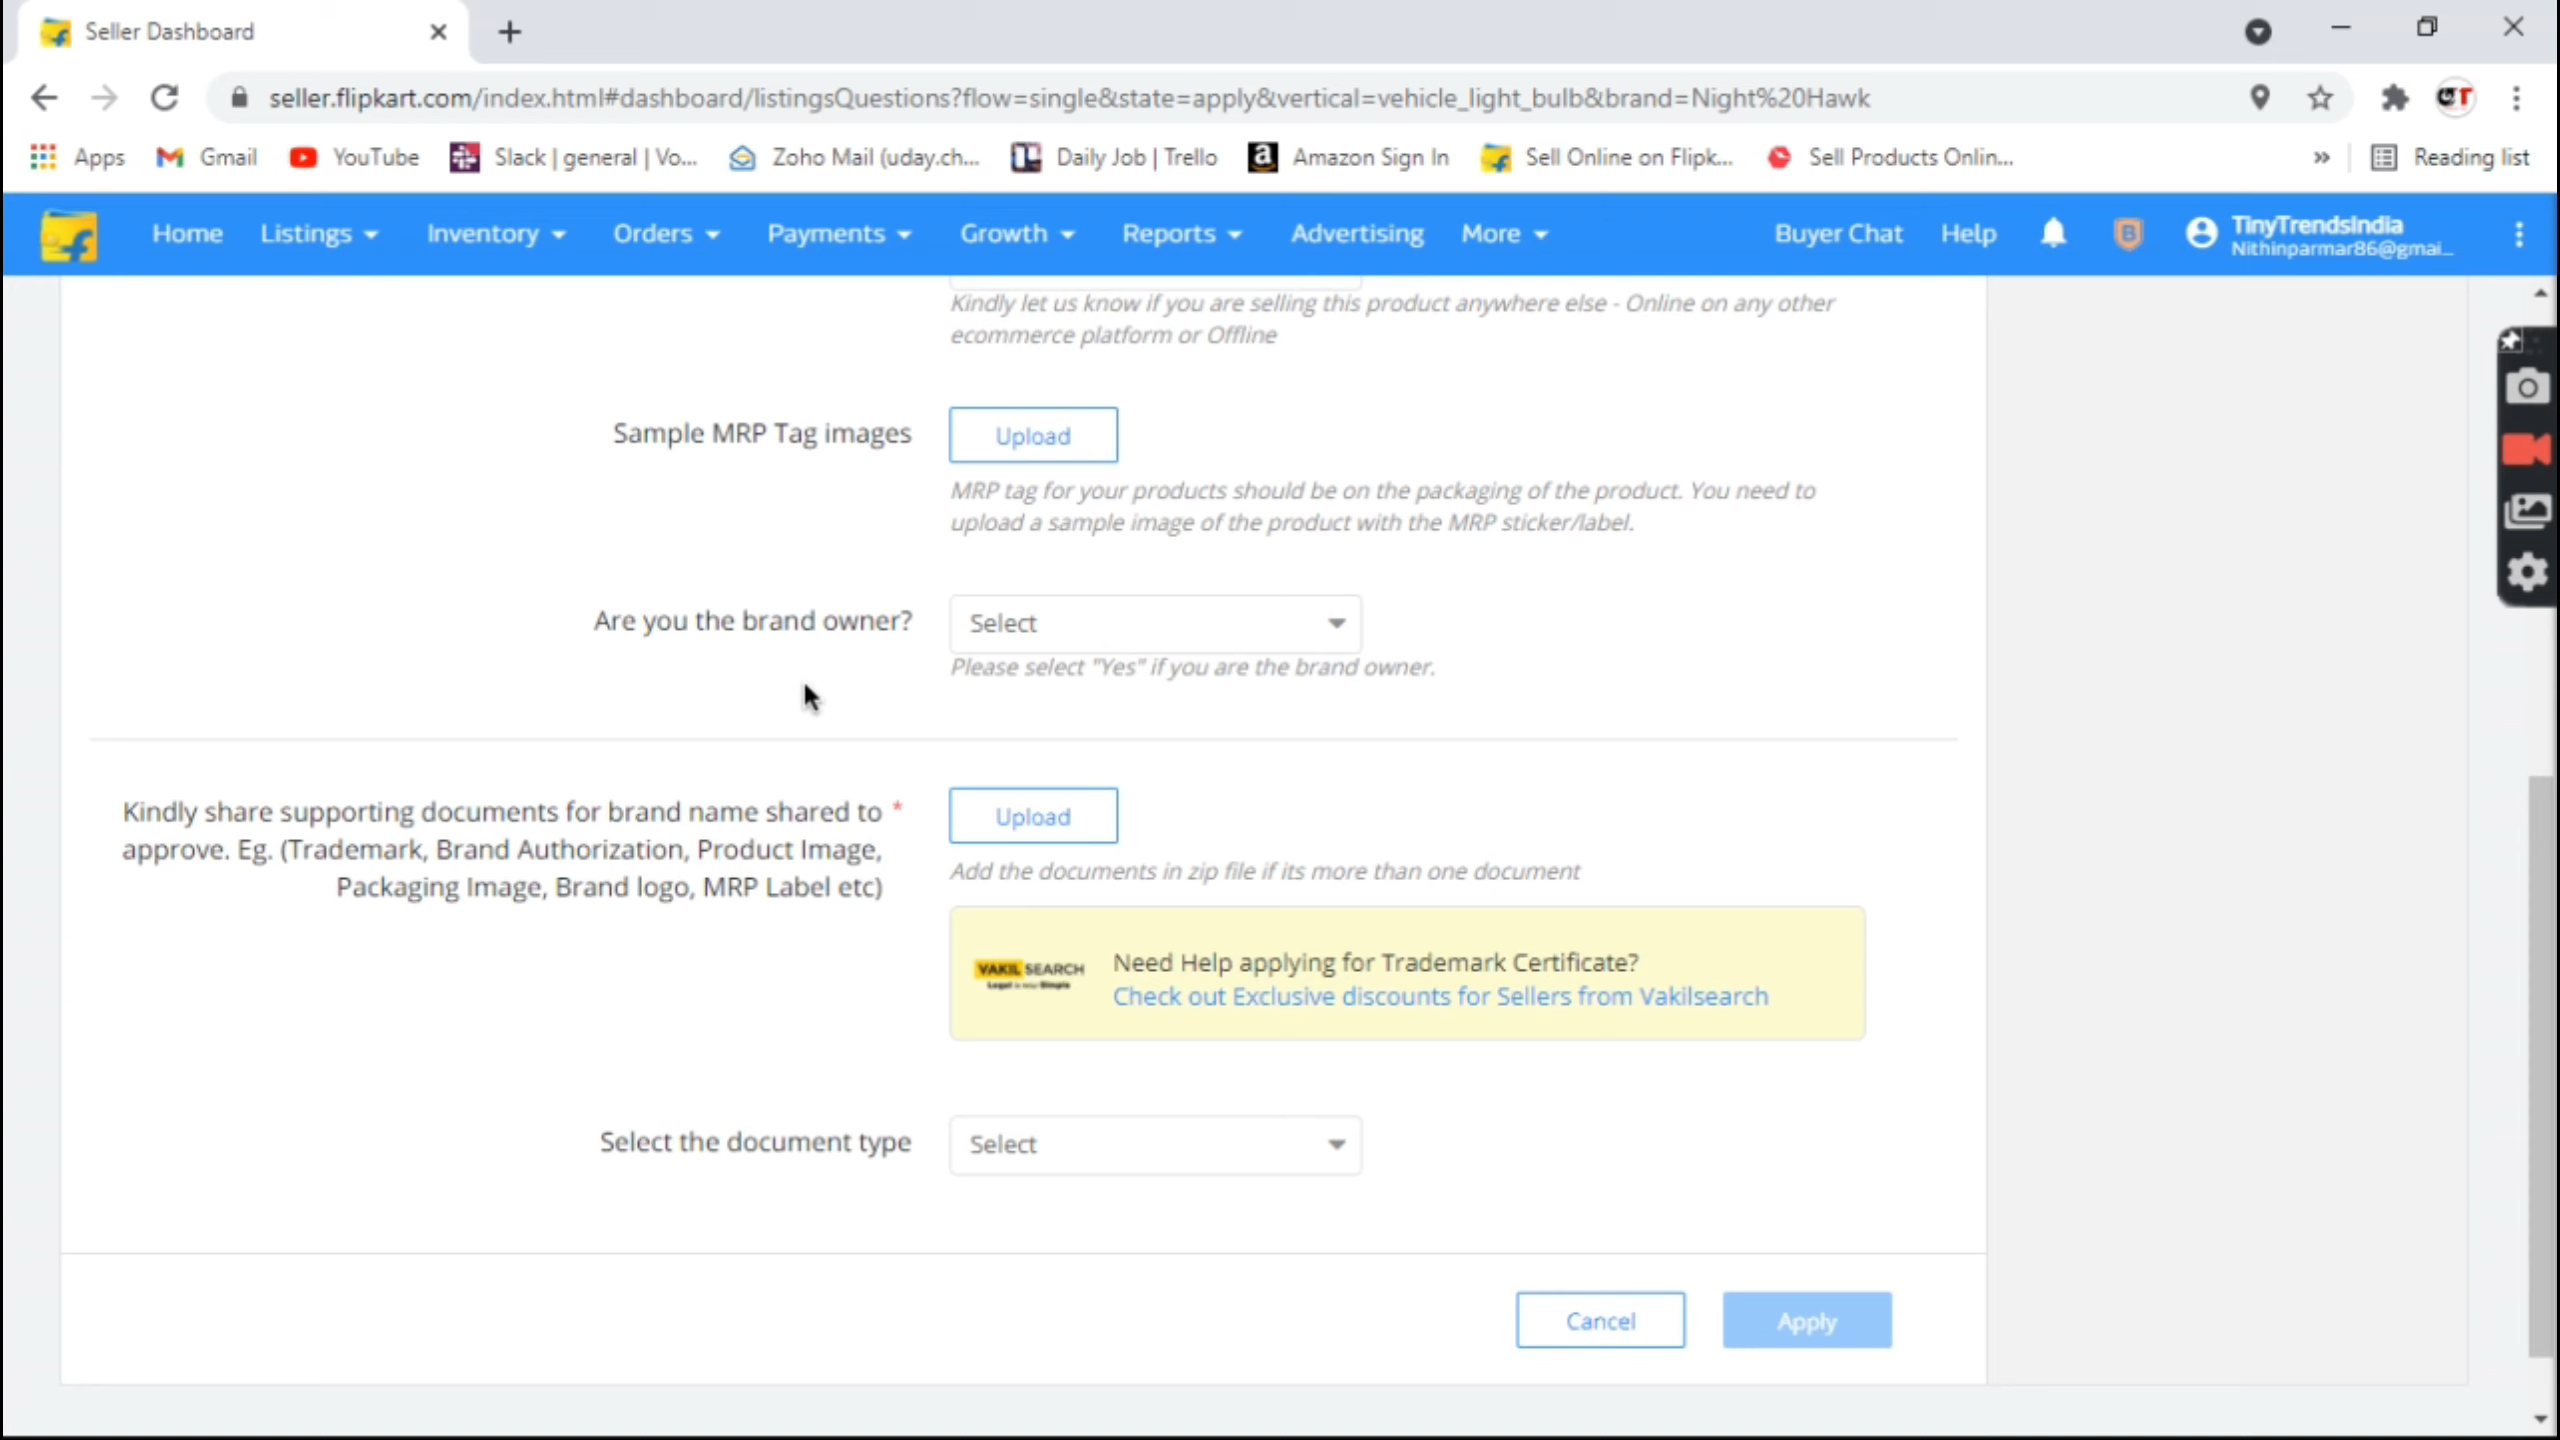 Seller Dashboard
seller.flipkart.com/index.html#dashboard/listingsQuestions?flow=single&state=apply&vertical=vehicle_light_bulb&brand=Night%20Hawk
Apps Gmail YouTube Slack | general | Vo... Zoho Mail (uday.ch... Daily Job | Trello Amazon Sign In Sell Online on Flipk... Sell Products Onlin... » Reading list
Home Listings Inventory Orders Payments Growth Reports Advertising More Buyer Chat Help B TinyTrendsIndia
Nithinparmar86@gmai...
Kindly let us know if you are selling this product anywhere else - Online on any other
ecommerce platform or Offline
Sample MRP Tag images Upload
MRP tag for your products should be on the packaging of the product. You need to
upload a sample image of the product with the MRP sticker/label.
Are you the brand owner? Select
Please select "Yes" if you are the brand owner.
Kindly share supporting documents for brand name shared to * Upload
approve. Eg. (Trademark, Brand Authorization, Product Image,
Packaging Image, Brand logo, MRP Label etc)
Add the documents in zip file if its more than one document
VAKIL SEARCH
Legal is now Simple
Need Help applying for Trademark Certificate?
Check out Exclusive discounts for Sellers from Vakilsearch
Select the document type Select
Cancel Apply